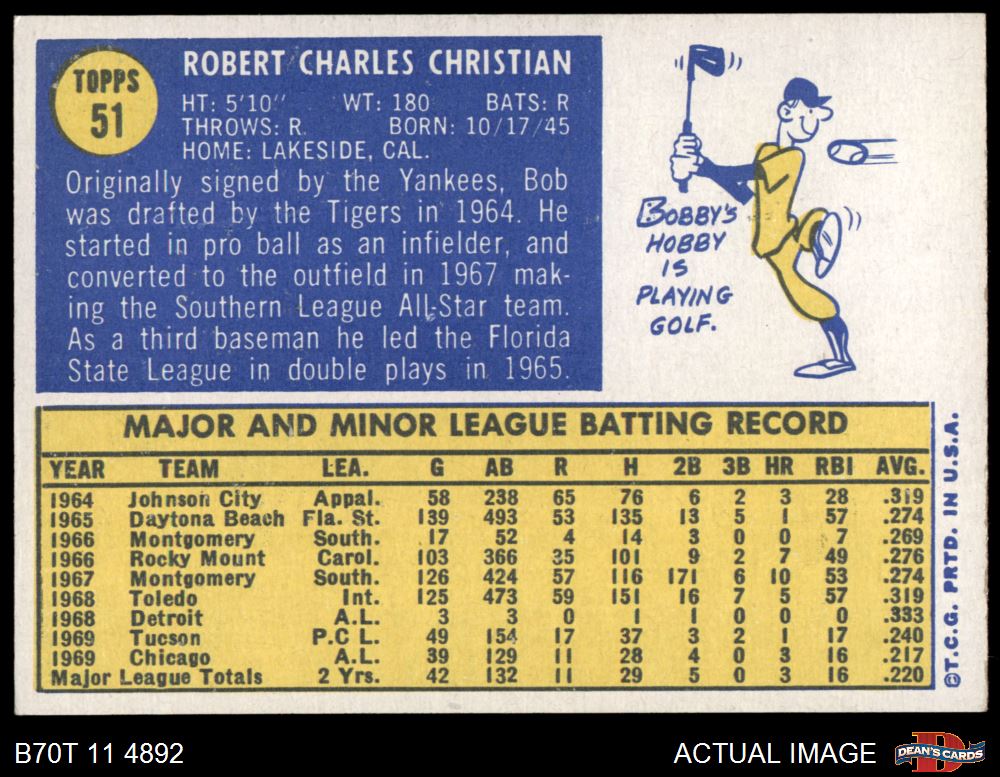 TOPPS
51
ROBERT CHARLES CHRISTIAN
HT: 5'10" WT: 180 BATS: R
THROWS: R. BORN: 10/17/45
HOME: LAKESIDE, CAL.
Originally signed by the Yankees, Bob
was drafted by the Tigers in 1964. He
started in pro ball as an infielder, and
converted to the outfield in 1967 mak-
ing the Southern League All-Star team.
As a third baseman he led the Florida
State League in double plays in 1965.
BOBBY'S
HOBBY
IS
PLAYING
GOLF.
MAJOR AND MINOR LEAGUE BATTING RECORD
YEAR TEAM LEA. G AB R H 2B 3B HR RBI AVG.
1964 Johnson City Appal. 58 238 65 76 6 2 3 28 .319
1965 Daytona Beach Fla. St. 139 493 53 135 13 5 1 57 .274
1966 Montgomery South. 17 52 4 14 3 0 0 7 .269
1966 Rocky Mount Carol. 103 366 35 101 9 2 7 49 .276
1967 Montgomery South. 126 424 57 116 171 6 10 53 .274
1968 Toledo Int. 125 473 59 151 16 7 5 57 .319
1968 Detroit A.L. 3 3 0 1 1 0 0 0 .333
1969 Tucson P.C L. 49 154 17 37 3 2 1 17 .240
1969 Chicago A.L. 39 129 11 28 4 0 3 16 .217
Major League Totals 2 Yrs. 42 132 11 29 5 0 3 16 .220
©T.C.G. PRTD. IN U.S.A.
B70T 11 4892
ACTUAL IMAGE
D
DEAN'S CARDS